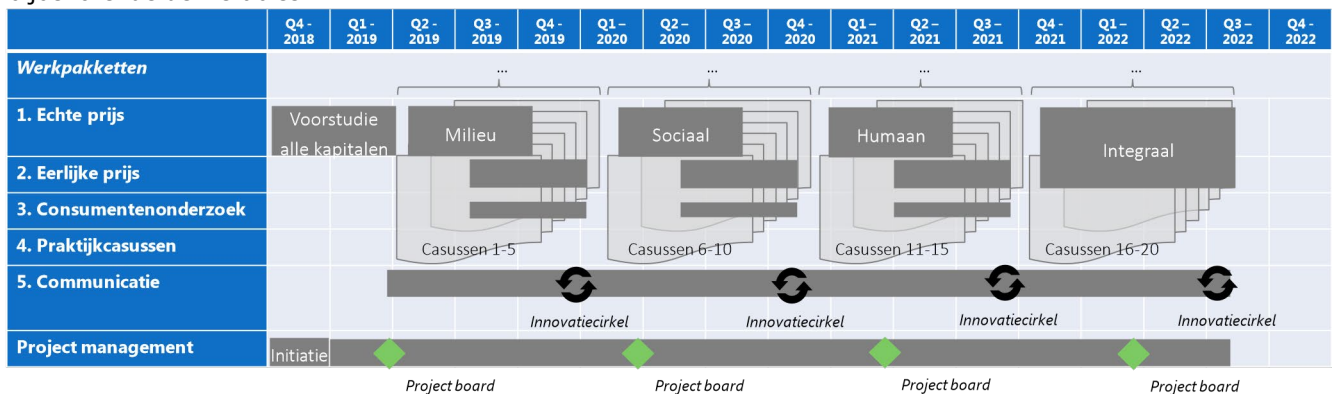 Q4 - 2018
Q1 - 2019
Q2 - 2019
Q3 - 2019
Q4 - 2019
Q1 – 2020
Q2 – 2020
Q3 – 2020
Q4 - 2020
Q1 – 2021
Q2 – 2021
Q3 – 2021
Q4 - 2021
Q1 – 2022
Q2 – 2022
Q3 – 2022
Q4 - 2022
Werkpakketten
...
...
...
...
1. Echte prijs
Voorstudie
alle kapitalen
Milieu
Sociaal
Humaan
Integraal
2. Eerlijke prijs
3. Consumentenonderzoek
4. Praktijkcasussen
Casussen 1-5
Casussen 6-10
Casussen 11-15
Casussen 16-20
5. Communicatie
Innovatiecirkel
Innovatiecirkel
Innovatiecirkel
Innovatiecirkel
Project management
Initiatie
Project board
Project board
Project board
Project board